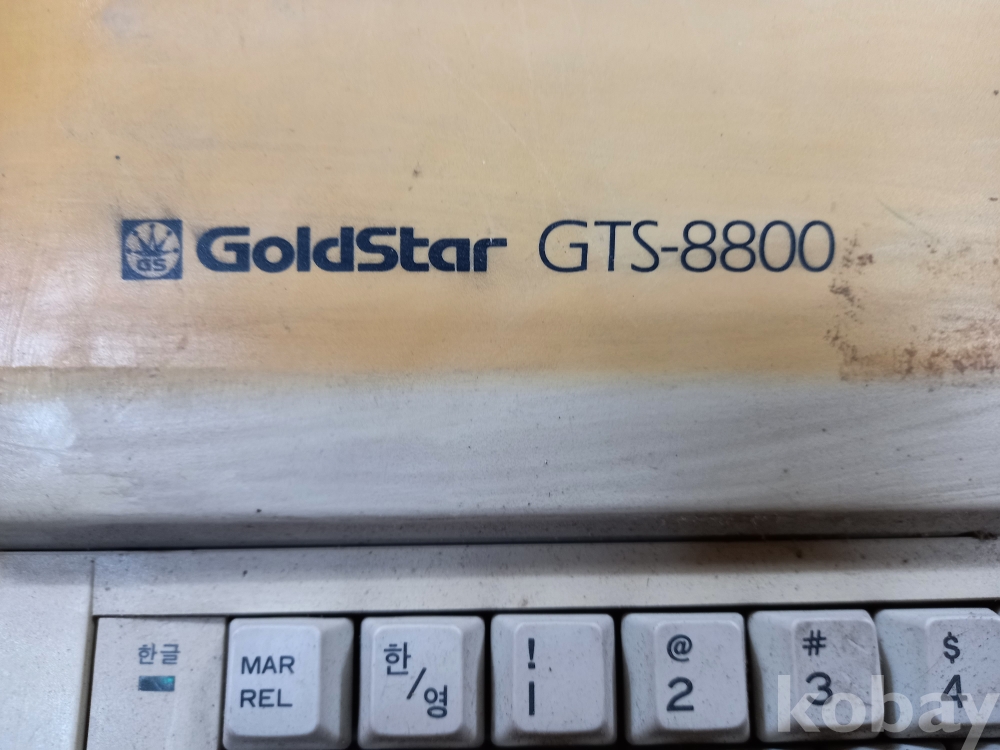 GS GoldStar GTS-8800
한글
MAR
REL
한/영
!
1
@
2
#
3
$
4
kobay